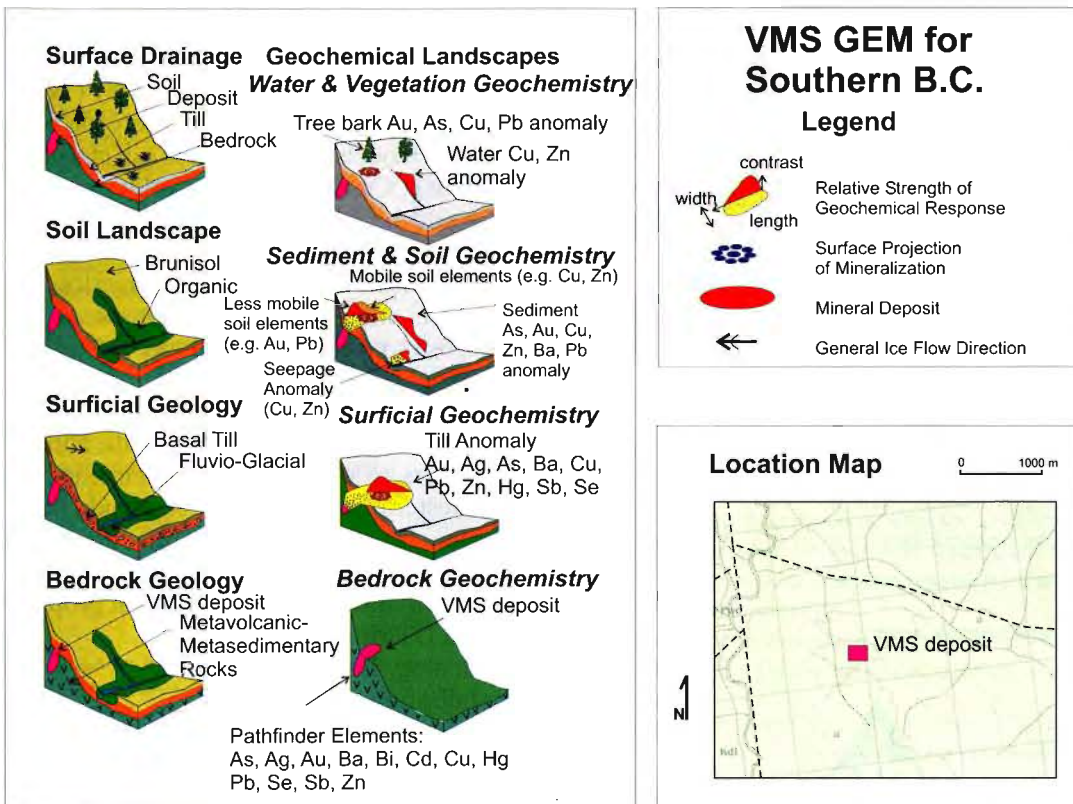 Surface Drainage
Soil
Deposit
Till
Bedrock
Geochemical Landscapes
Water & Vegetation Geochemistry
Tree bark Au, As, Cu, Pb anomaly
Water Cu, Zn
anomaly
Soil Landscape
Brunisol
Organic
Sediment & Soil Geochemistry
Mobile soil elements (e.g. Cu, Zn)
Less mobile
soil elements
(e.g. Au, Pb)
Sediment
As, Au, Cu,
Zn, Ba, Pb
anomaly
Seepage
Anomaly
(Cu, Zn)
Surficial Geology
Basal Till
Fluvio-Glacial
Surficial Geochemistry
Till Anomaly
Au, Ag, As, Ba, Cu,
Pb, Zn, Hg, Sb, Se
Bedrock Geology
VMS deposit
Metavolcanic-
Metasedimentary
Rocks
Bedrock Geochemistry
VMS deposit
Pathfinder Elements:
As, Ag, Au, Ba, Bi, Cd, Cu, Hg
Pb, Se, Sb, Zn
VMS GEM for
Southern B.C.
Legend
contrast
width
length
Relative Strength of
Geochemical Response
Surface Projection
of Mineralization
Mineral Deposit
General Ice Flow Direction
Location Map
0 1000 m
VMS deposit
N